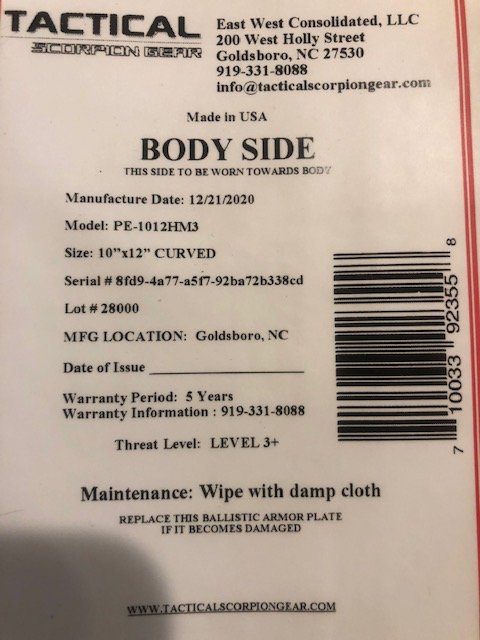 TACTICAL
SCORPION GEAR
East West Consolidated, LLC
200 West Holly Street
Goldsboro, NC 27530
919-331-8088
info@tacticalscorpiongear.com
Made in USA
BODY SIDE
THIS SIDE TO BE WORN TOWARDS BODY
Manufacture Date: 12/21/2020
Model: PE-1012HM3
Size: 10”x12” CURVED
Serial # 8fd9-4a77-a5f7-92ba72b338cd
Lot # 28000
MFG LOCATION: Goldsboro, NC
Date of Issue
Warranty Period: 5 Years
Warranty Information : 919-331-8088
Threat Level: LEVEL 3+
7 10033 92355 8
Maintenance: Wipe with damp cloth
REPLACE THIS BALLISTIC ARMOR PLATE
IF IT BECOMES DAMAGED
WWW.TACTICALSCORPIONGEAR.COM